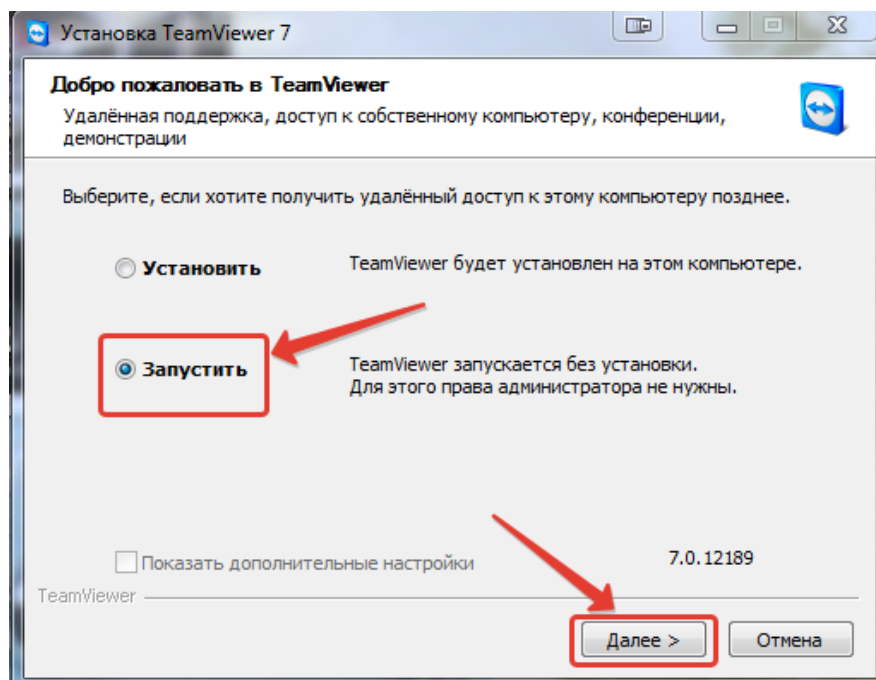 Установка TeamViewer 7
Добро пожаловать в TeamViewer
Удалённая поддержка, доступ к собственному компьютеру, конференции,
демонстрации
Выберите, если хотите получить удалённый доступ к этому компьютеру позднее.
Установить
TeamViewer будет установлен на этом компьютере.
Запустить
TeamViewer запускается без установки.
Для этого права администратора не нужны.
Показать дополнительные настройки
7.0.12189
TeamViewer
Далее >
Отмена